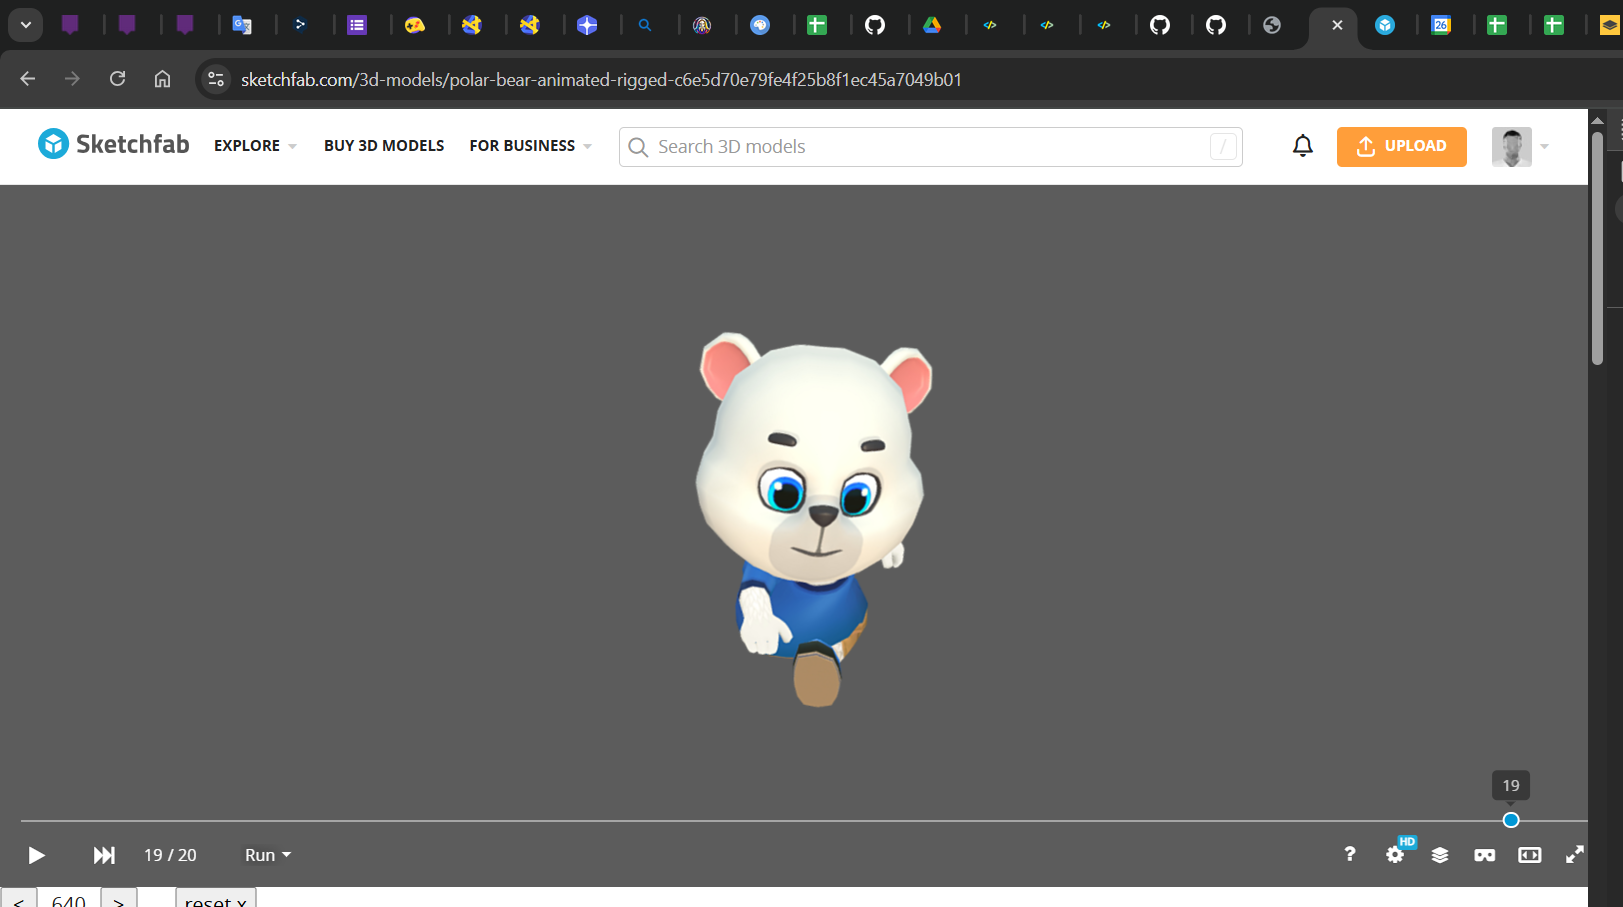 26
sketchfab.com/3d-models/polar-bear-animated-rigged-c6e5d70e79fe4f25b8f1ec45a7049b01
Sketchfab EXPLORE BUY 3D MODELS FOR BUSINESS Search 3D models / UPLOAD
19
19 / 20 Run ? HD
< 640 > reset x